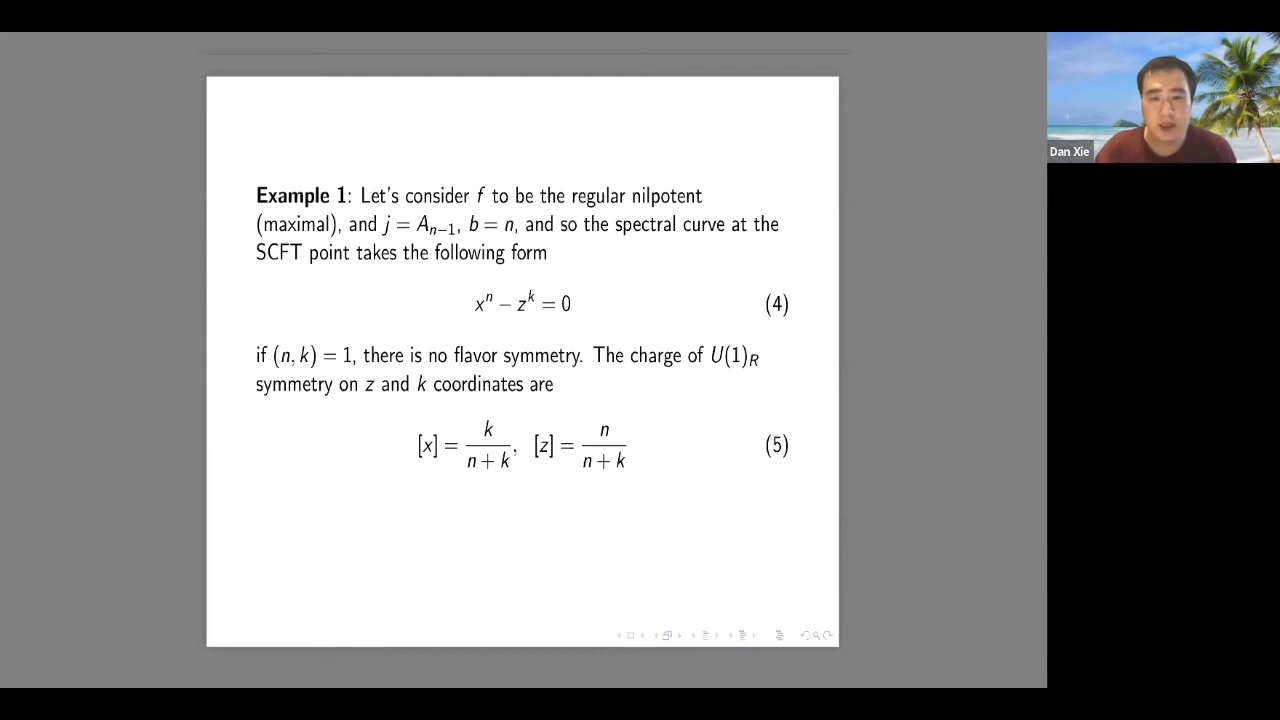 Example 1: Let's consider f to be the regular nilpotent
(maximal), and j = A_{n−1}, b = n, and so the spectral curve at the
SCFT point takes the following form
x^n − z^k = 0 (4)
if (n, k) = 1, there is no flavor symmetry. The charge of U(1)_R
symmetry on z and k coordinates are
[x] = k/(n + k), [z] = n/(n + k) (5)
Dan Xie